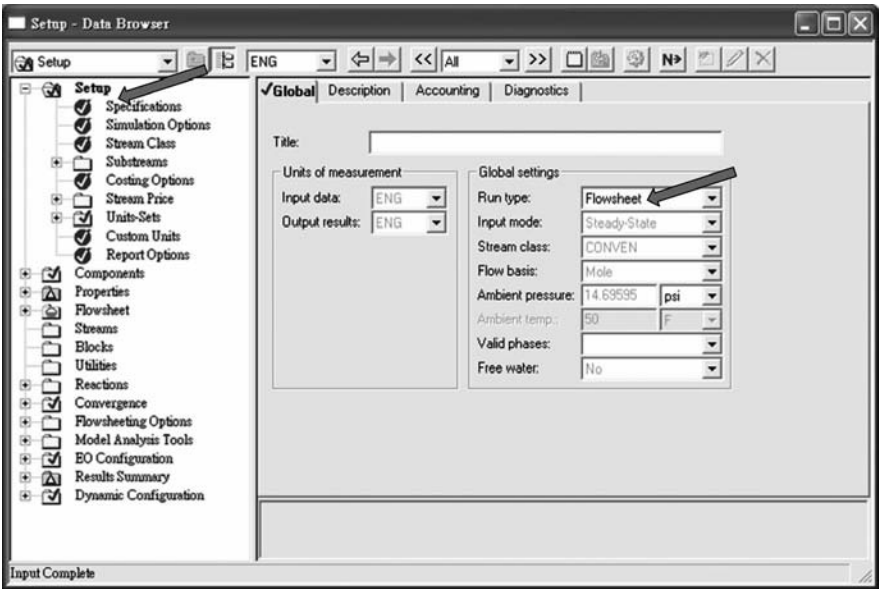 Setup - Data Browser
Setup
ENG
<<
All
>>
N>
Setup
Specifications
Simulation Options
Stream Class
Substreams
Costing Options
Stream Price
Units-Sets
Custom Units
Report Options
Components
Properties
Flowsheet
Streams
Blocks
Utilities
Reactions
Convergence
Flowsheeting Options
Model Analysis Tools
EO Configuration
Results Summary
Dynamic Configuration
Global
Description
Accounting
Diagnostics
Title:
Units of measurement
Input data: ENG
Output results: ENG
Global settings
Run type: Flowsheet
Input mode: Steady-State
Stream class: CONVEN
Flow basis: Mole
Ambient pressure: 14.69595 psi
Ambient temp.: 50 F
Valid phases:
Free water: No
Input Complete